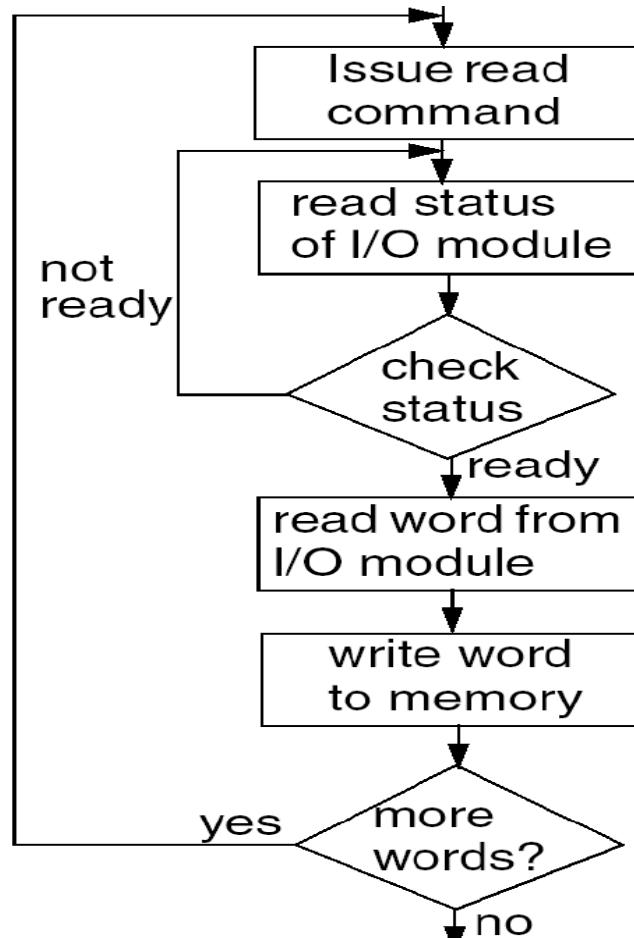 Issue read
command
read status
of I/O module
not
ready
check
status
ready
read word from
I/O module
write word
to memory
yes
more
words?
no